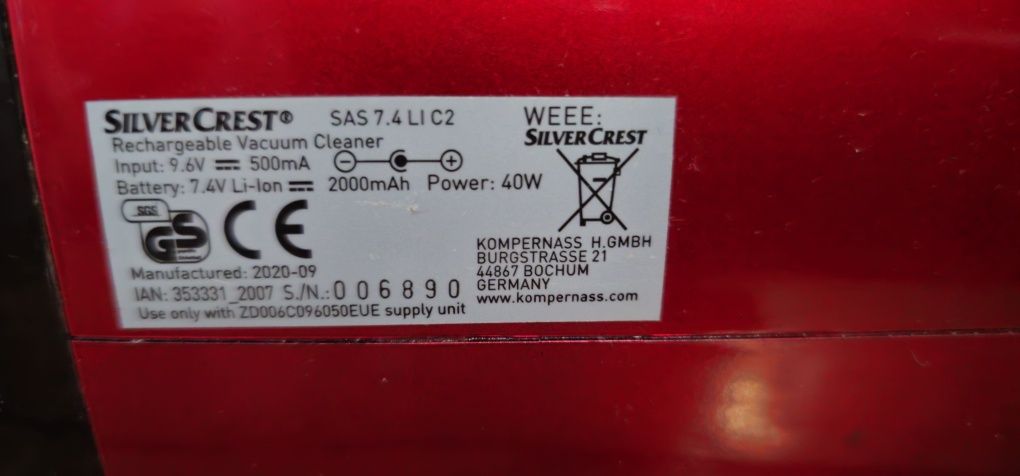 SILVERCREST® SAS 7.4 LI C2
Rechargeable Vacuum Cleaner
Input: 9.6V 500mA
Battery: 7.4V Li-Ion 2000mAh Power: 40W
SGS
GS
CE
Manufactured: 2020-09
IAN: 353331_2007 S./N.: 006890
Use only with ZD006C096050EUE supply unit
WEEE:
SILVERCREST
KOMPERNASS H.GMBH
BURGSTRASSE 21
44867 BOCHUM
GERMANY
www.kompernass.com